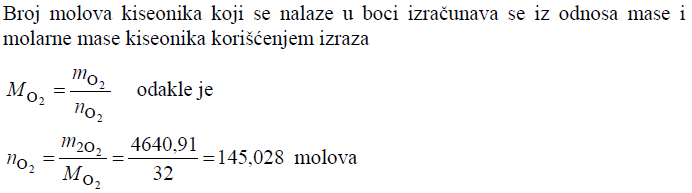 Broj molova kiseonika koji se nalaze u boci izračunava se iz odnosa mase i
molarne mase kiseonika korišćenjem izraza
M_{O_2} = \frac{m_{O_2}}{n_{O_2}} odakle je
n_{O_2} = \frac{m_{2O_2}}{M_{O_2}} = \frac{4640,91}{32} = 145,028 molova